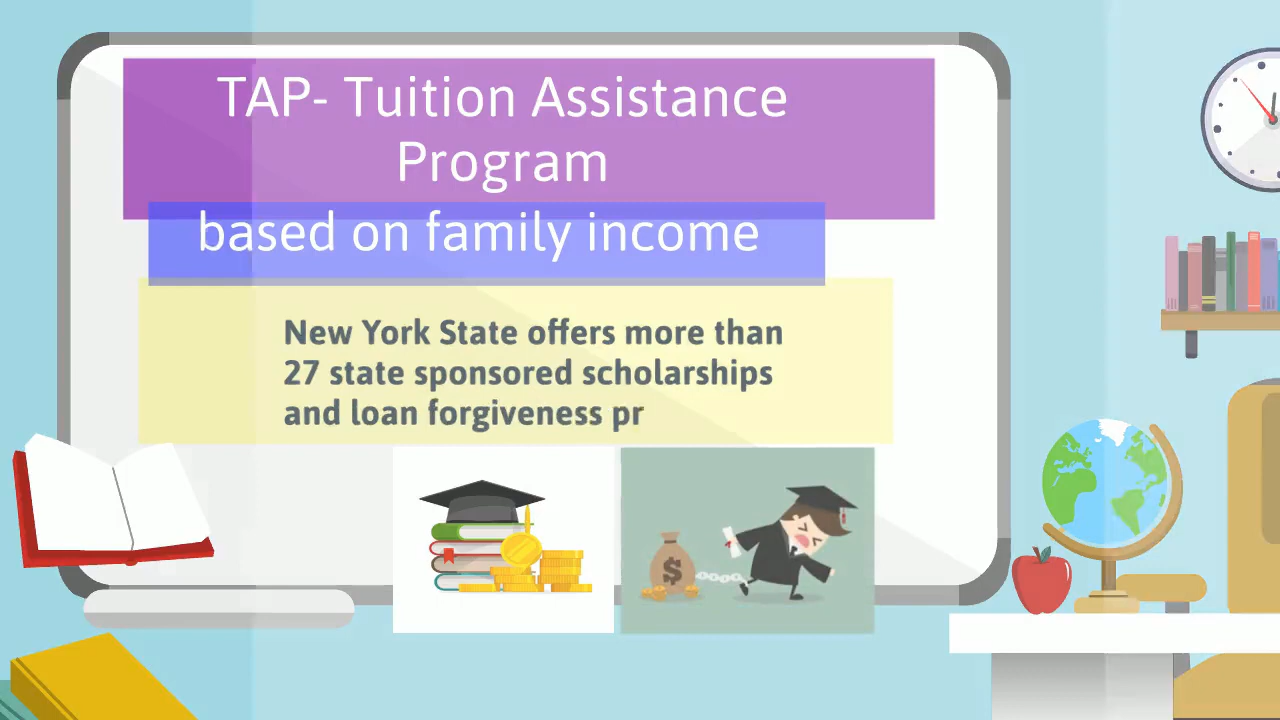 TAP- Tuition Assistance
Program
based on family income
New York State offers more than
27 state sponsored scholarships
and loan forgiveness pr
$